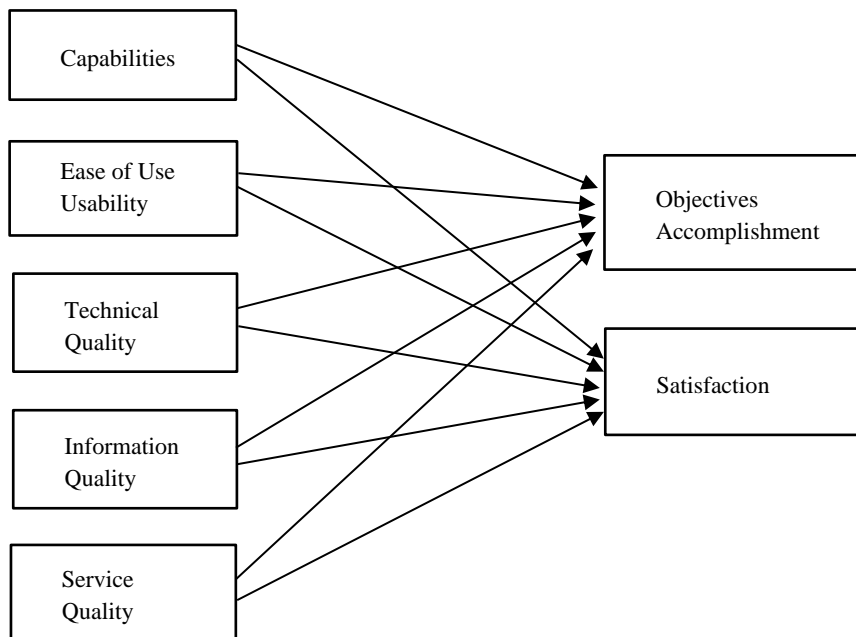 Capabilities
Ease of Use
Usability
Technical
Quality
Information
Quality
Service
Quality
Objectives
Accomplishment
Satisfaction